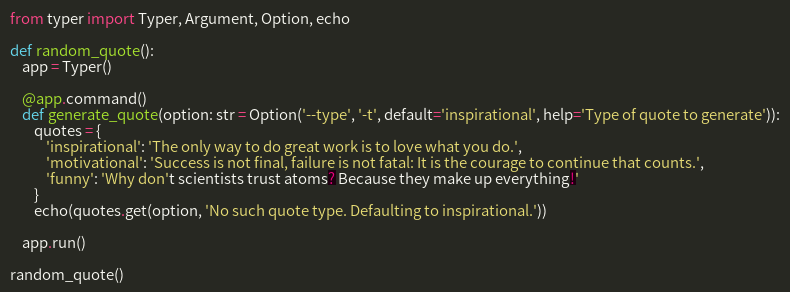 from typer import Typer, Argument, Option, echo
def random_quote():
app = Typer()
@app.command()
def generate_quote(option: str = Option('--type', '-t', default='inspirational', help='Type of quote to generate')):
quotes = {
'inspirational': 'The only way to do great work is to love what you do.',
'motivational': 'Success is not final, failure is not fatal: It is the courage to continue that counts.',
'funny': 'Why don't scientists trust atoms? Because they make up everything!'
}
echo(quotes.get(option, 'No such quote type. Defaulting to inspirational.'))
app.run()
random_quote()